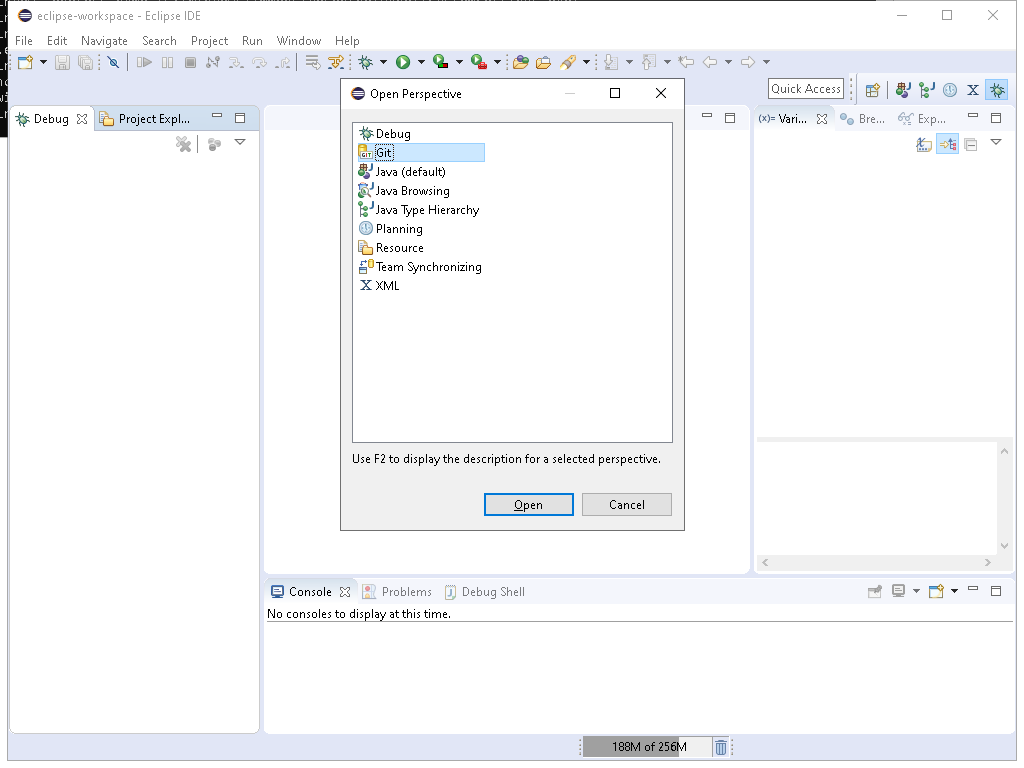 eclipse-workspace - Eclipse IDE
File Edit Navigate Search Project Run Window Help
Quick Access
Debug Project Expl...
(x)= Vari... Bre... Exp...
Open Perspective
Debug
GIT Git
Java (default)
Java Browsing
Java Type Hierarchy
Planning
Resource
Team Synchronizing
X XML
Use F2 to display the description for a selected perspective.
Open Cancel
Console Problems Debug Shell
No consoles to display at this time.
188M of 256M